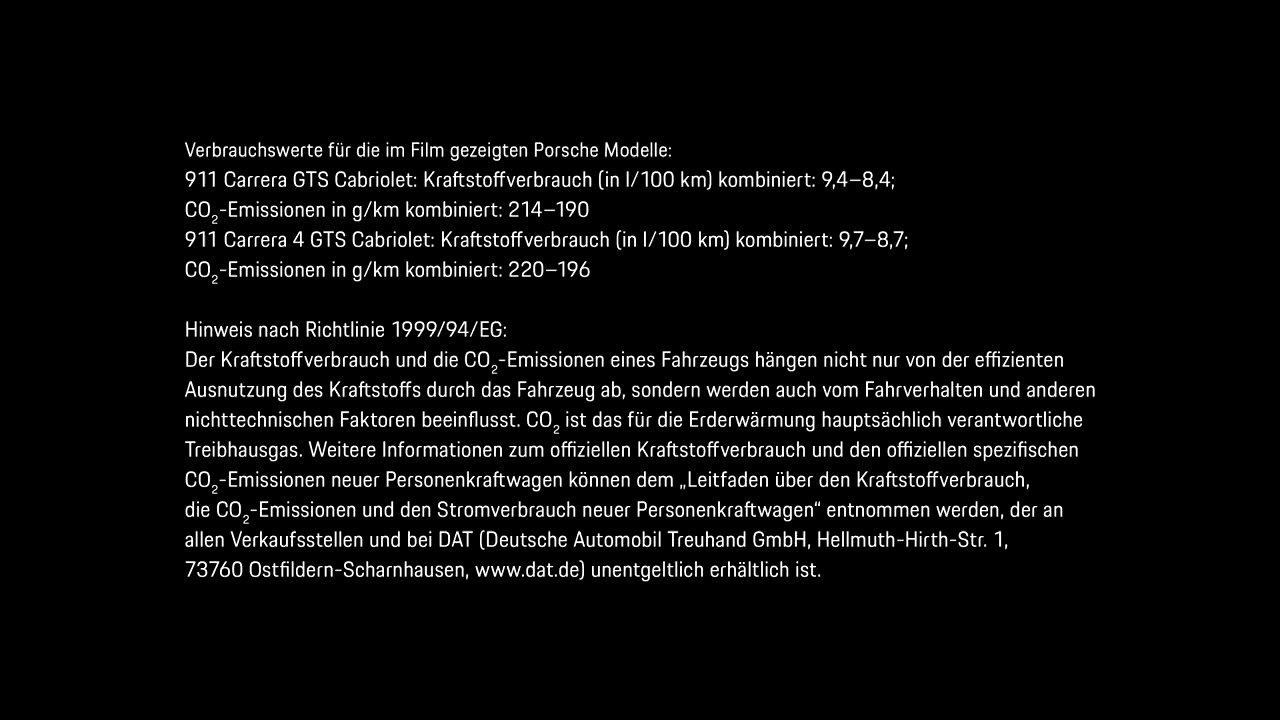 Verbrauchswerte für die im Film gezeigten Porsche Modelle:
911 Carrera GTS Cabriolet: Kraftstoffverbrauch (in l/100 km) kombiniert: 9,4–8,4;
CO₂-Emissionen in g/km kombiniert: 214–190
911 Carrera 4 GTS Cabriolet: Kraftstoffverbrauch (in l/100 km) kombiniert: 9,7–8,7;
CO₂-Emissionen in g/km kombiniert: 220–196
Hinweis nach Richtlinie 1999/94/EG:
Der Kraftstoffverbrauch und die CO₂-Emissionen eines Fahrzeugs hängen nicht nur von der effizienten
Ausnutzung des Kraftstoffs durch das Fahrzeug ab, sondern werden auch vom Fahrverhalten und anderen
nichttechnischen Faktoren beeinflusst. CO₂ ist das für die Erderwärmung hauptsächlich verantwortliche
Treibhausgas. Weitere Informationen zum offiziellen Kraftstoffverbrauch und den offiziellen spezifischen
CO₂-Emissionen neuer Personenkraftwagen können dem „Leitfaden über den Kraftstoffverbrauch,
die CO₂-Emissionen und den Stromverbrauch neuer Personenkraftwagen“ entnommen werden, der an
allen Verkaufsstellen und bei DAT (Deutsche Automobil Treuhand GmbH, Hellmuth-Hirth-Str. 1,
73760 Ostfildern-Scharnhausen, www.dat.de) unentgeltlich erhältlich ist.